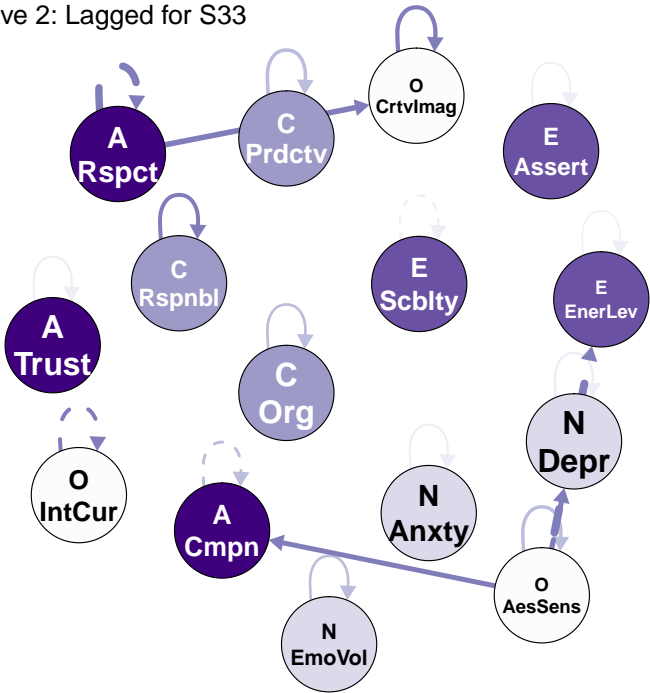 ve 2: Lagged for S33
O
CrtvImag
A
Rspct
C
Prdctv
E
Assert
C
Rspnbl
E
Scblty
E
EnerLev
A
Trust
C
Org
N
Depr
O
IntCur
A
Cmpn
N
Anxty
O
AesSens
N
EmoVol